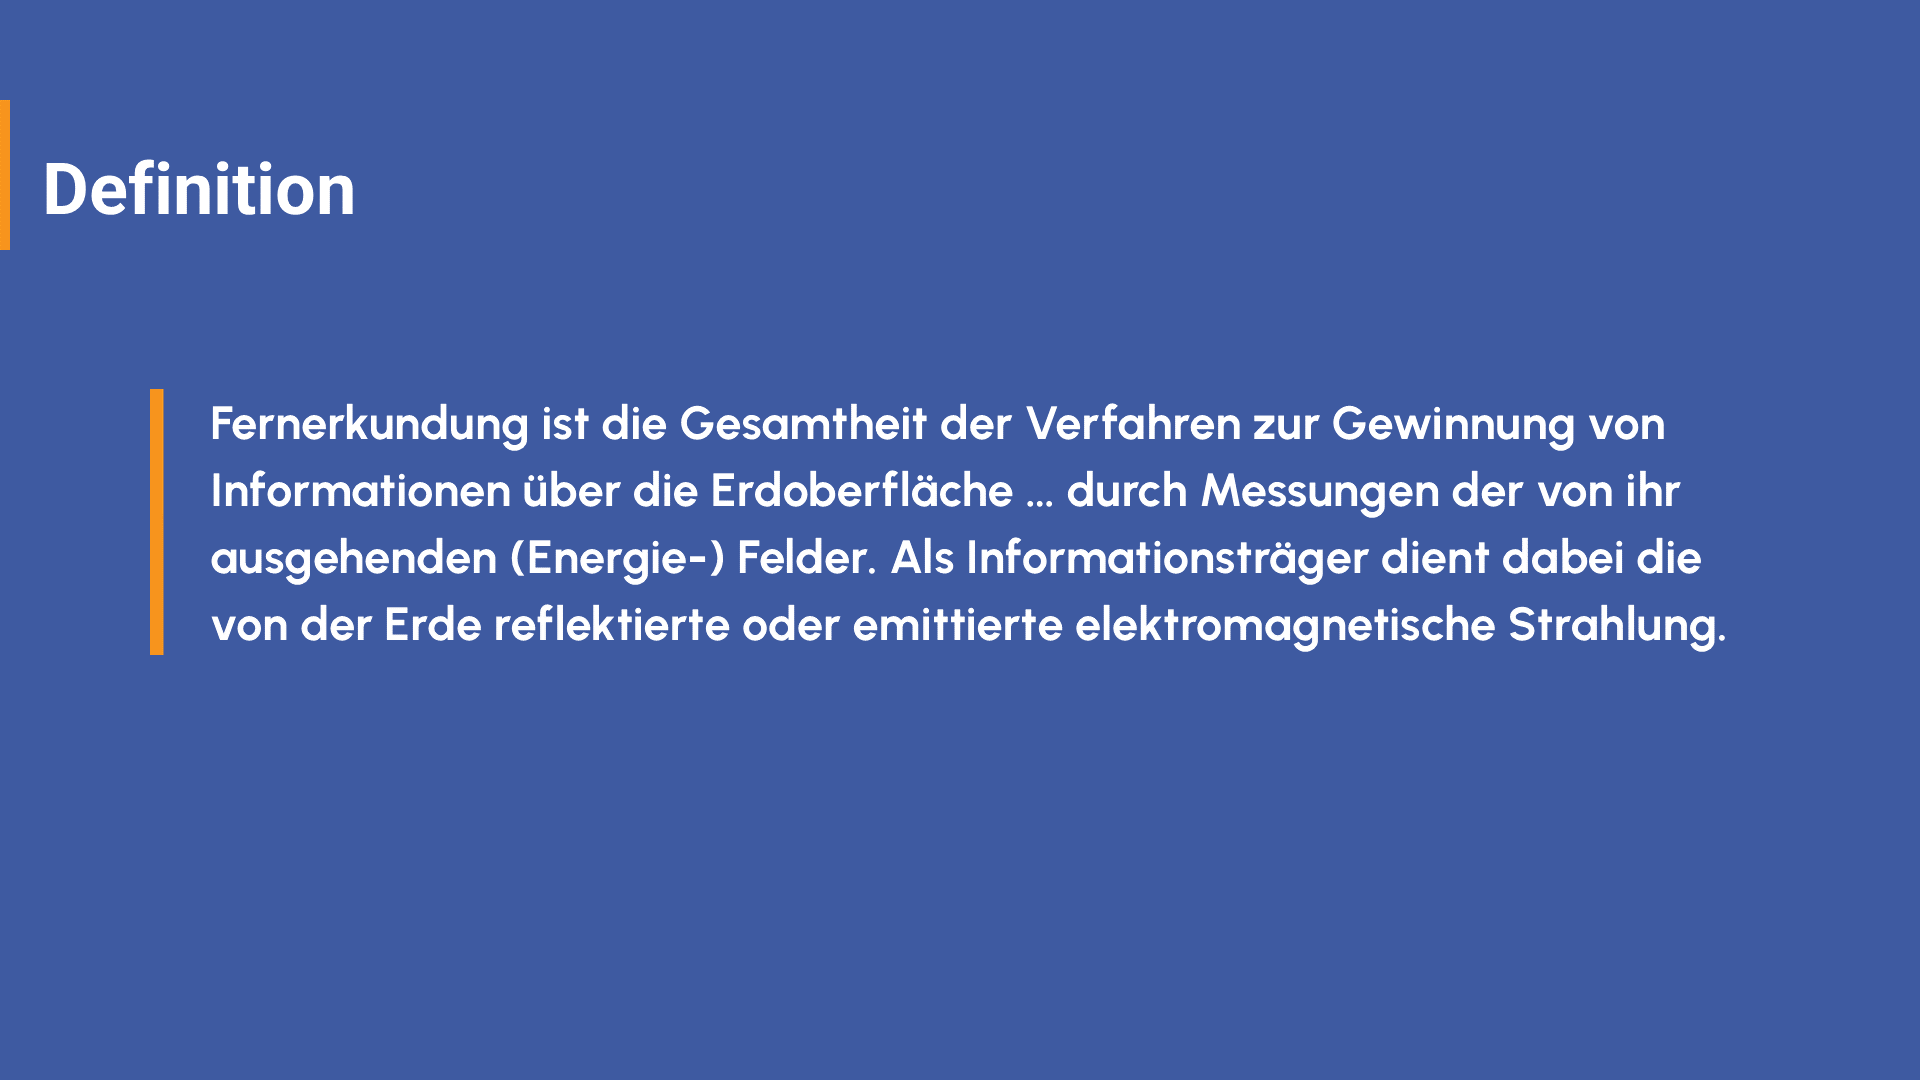 Definition
Fernerkundung ist die Gesamtheit der Verfahren zur Gewinnung von
Informationen über die Erdoberfläche ... durch Messungen der von ihr
ausgehenden (Energie-) Felder. Als Informationsträger dient dabei die
von der Erde reflektierte oder emittierte elektromagnetische Strahlung.